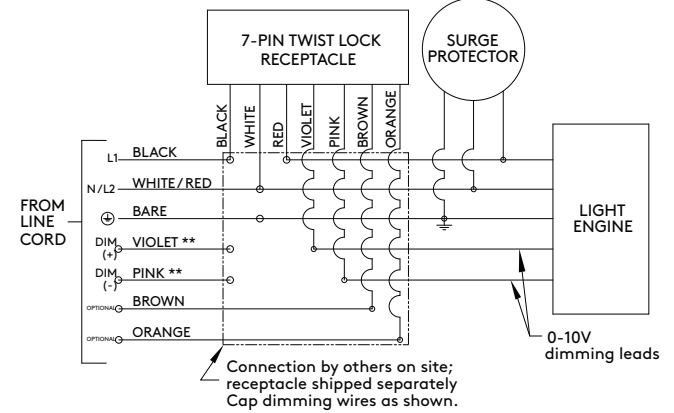 7-PIN TWIST LOCK
RECEPTACLE
SURGE
PROTECTOR
BLACK
WHITE
RED
VIOLET
PINK
BROWN
ORANGE
FROM
LINE
CORD
L1 BLACK
N/L2 WHITE/RED
BARE
DIM
(+)
VIOLET **
DIM
(-)
PINK **
OPTIONAL BROWN
OPTIONAL ORANGE
LIGHT
ENGINE
0-10V
dimming leads
Connection by others on site;
receptacle shipped separately
Cap dimming wires as shown.